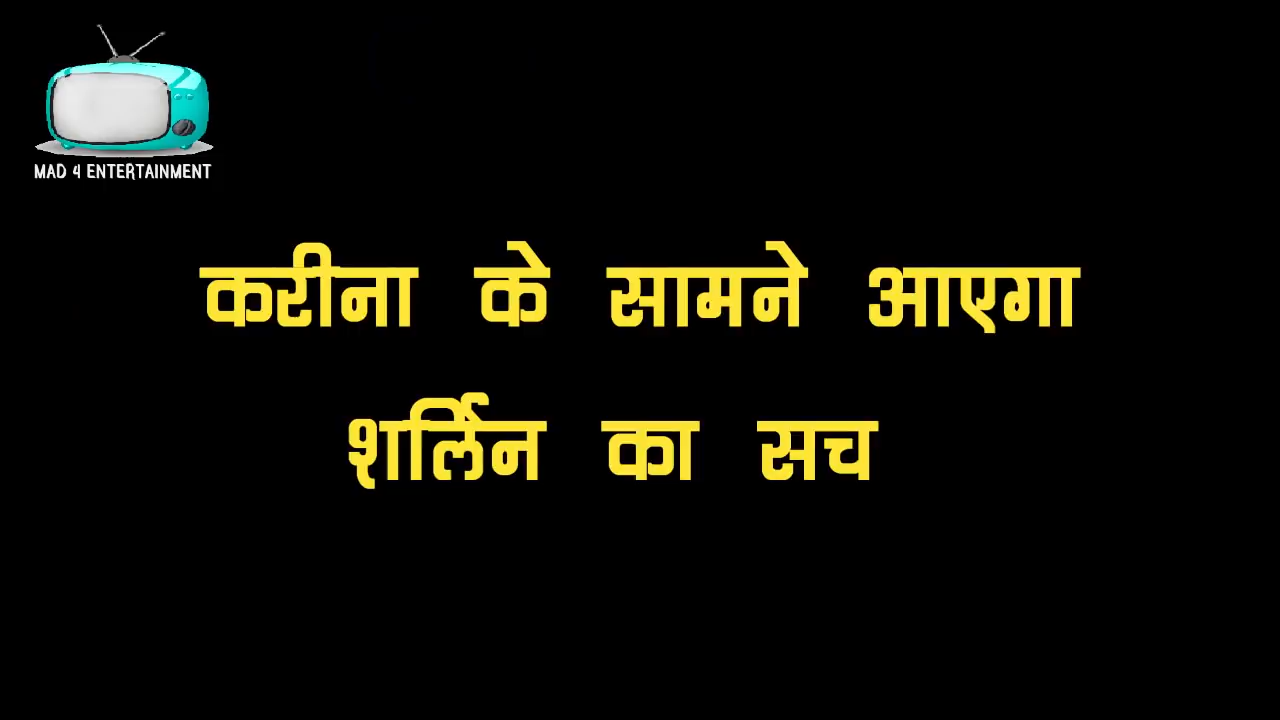 MAD 4 ENTERTAINMENT
करीना के सामने आएगा
शर्लिन का सच